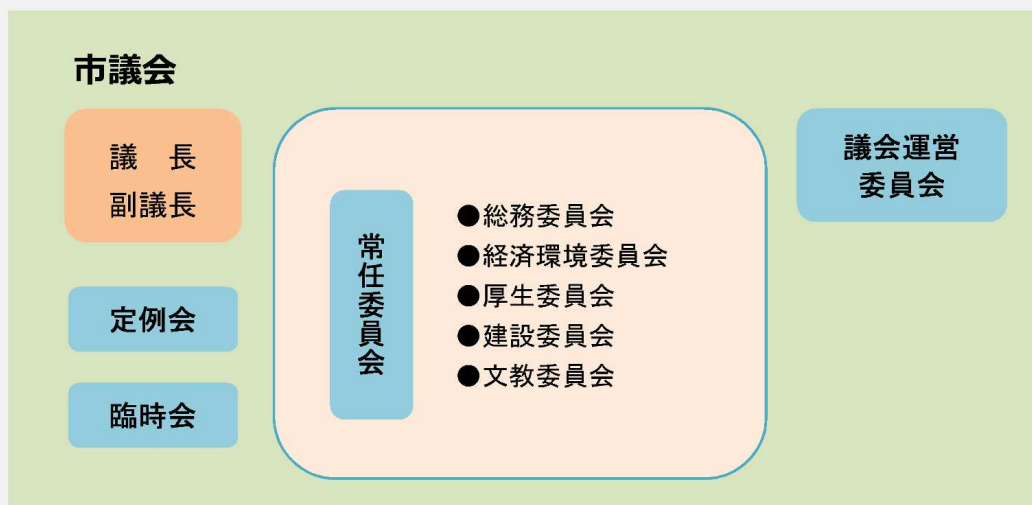 市議会
議　長
副議長
定例会
臨時会
常任委員会
●総務委員会
●経済環境委員会
●厚生委員会
●建設委員会
●文教委員会
議会運営
委員会